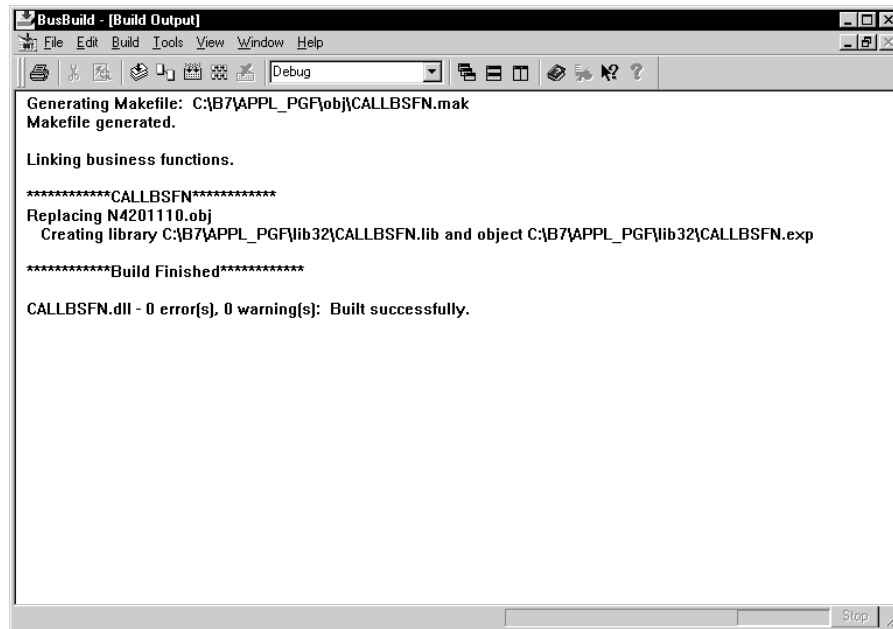 BusBuild - [Build Output]
File Edit Build Tools View Window Help
Debug
Generating Makefile: C:\B7\APPL_PGF\obj\CALLBSFN.mak
Makefile generated.
Linking business functions.
************CALLBSFN************
Replacing N4201110.obj
Creating library C:\B7\APPL_PGF\lib32\CALLBSFN.lib and object C:\B7\APPL_PGF\lib32\CALLBSFN.exp
************Build Finished************
CALLBSFN.dll - 0 error(s), 0 warning(s): Built successfully.
Stop